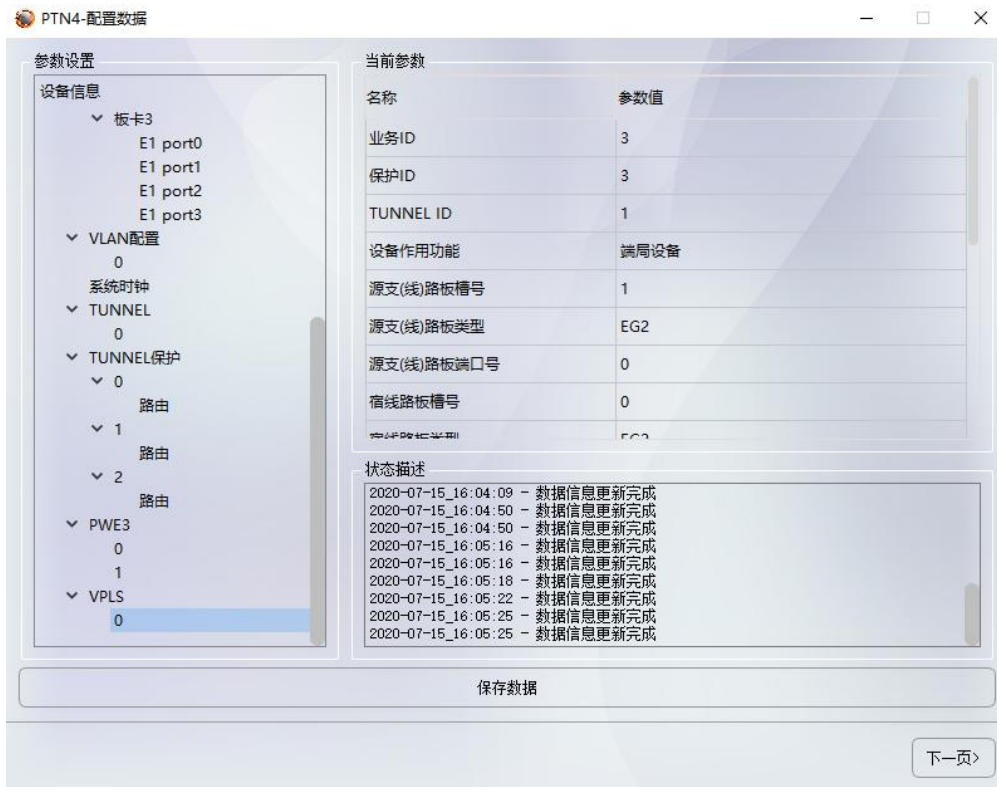 PTN4-配置数据
参数设置
设备信息
板卡3
E1 port0
E1 port1
E1 port2
E1 port3
VLAN配置
0
系统时钟
TUNNEL
0
TUNNEL保护
0
路由
1
路由
2
路由
PWE3
0
1
VPLS
0
当前参数
名称 参数值
业务ID 3
保护ID 3
TUNNEL ID 1
设备作用功能 端局设备
源支(线)路板槽号 1
源支(线)路板类型 EG2
源支(线)路板端口号 0
宿线路板槽号 0
宿线路板类型 EG2
状态描述
2020-07-15_16:04:09 - 数据信息更新完成
2020-07-15_16:04:50 - 数据信息更新完成
2020-07-15_16:04:50 - 数据信息更新完成
2020-07-15_16:05:16 - 数据信息更新完成
2020-07-15_16:05:16 - 数据信息更新完成
2020-07-15_16:05:18 - 数据信息更新完成
2020-07-15_16:05:22 - 数据信息更新完成
2020-07-15_16:05:25 - 数据信息更新完成
2020-07-15_16:05:25 - 数据信息更新完成
保存数据
下一页>